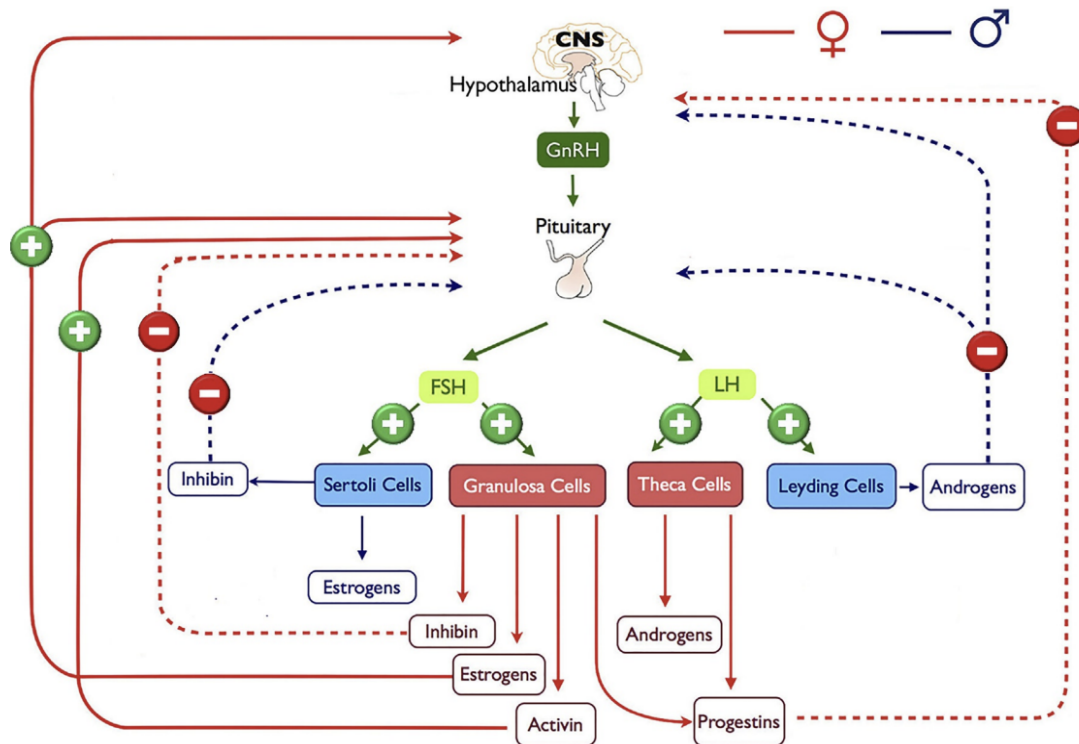 CNS
Hypothalamus
GnRH
Pituitary
FSH
LH
Inhibin
Sertoli Cells
Granulosa Cells
Theca Cells
Leyding Cells
Androgens
Estrogens
Inhibin
Androgens
Estrogens
Activin
Progestins